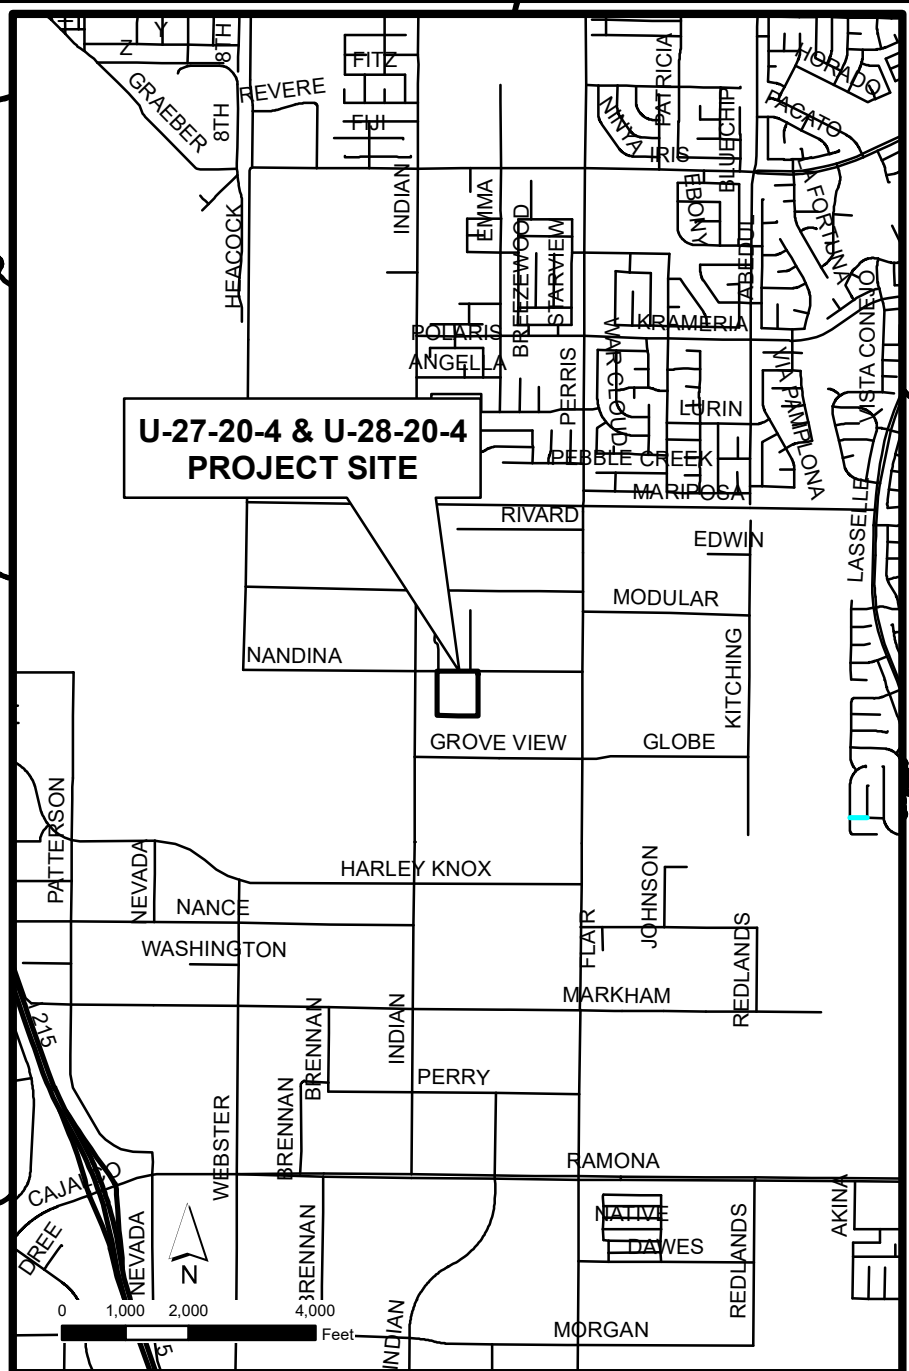 Y
Z
8TH
FITZ
PATRICIA
HORADO
GRAEBER
REVERE
8TH
FIJI
NINYA
BLUECHIP
PACATO
IRIS
INDIAN
EMMA
EBONY
LA FORTUNA
HEACOCK
BREEZEWOOD
STARVIEW
ABEDUL
VISTA CONEJO
POLARIS
KRAMERIA
ANGELLA
WAR CLOUD
VIA PAMPLONA
PERRIS
LURIN
U-27-20-4 & U-28-20-4
PROJECT SITE
PEBBLE CREEK
MARIPOSA
LASSELLE
RIVARD
EDWIN
MODULAR
NANDINA
KITCHING
GROVE VIEW
GLOBE
PATTERSON
NEVADA
HARLEY KNOX
JOHNSON
NANCE
FLAIR
REDLANDS
WASHINGTON
MARKHAM
215
BRENNAN
INDIAN
PERRY
BRENNAN
WEBSTER
RAMONA
CAJALCO
AKINA
NATIVE
DREE
NEVADA
N
BRENNAN
DAWES
REDLANDS
0 1,000 2,000 4,000
Feet
INDIAN
MORGAN